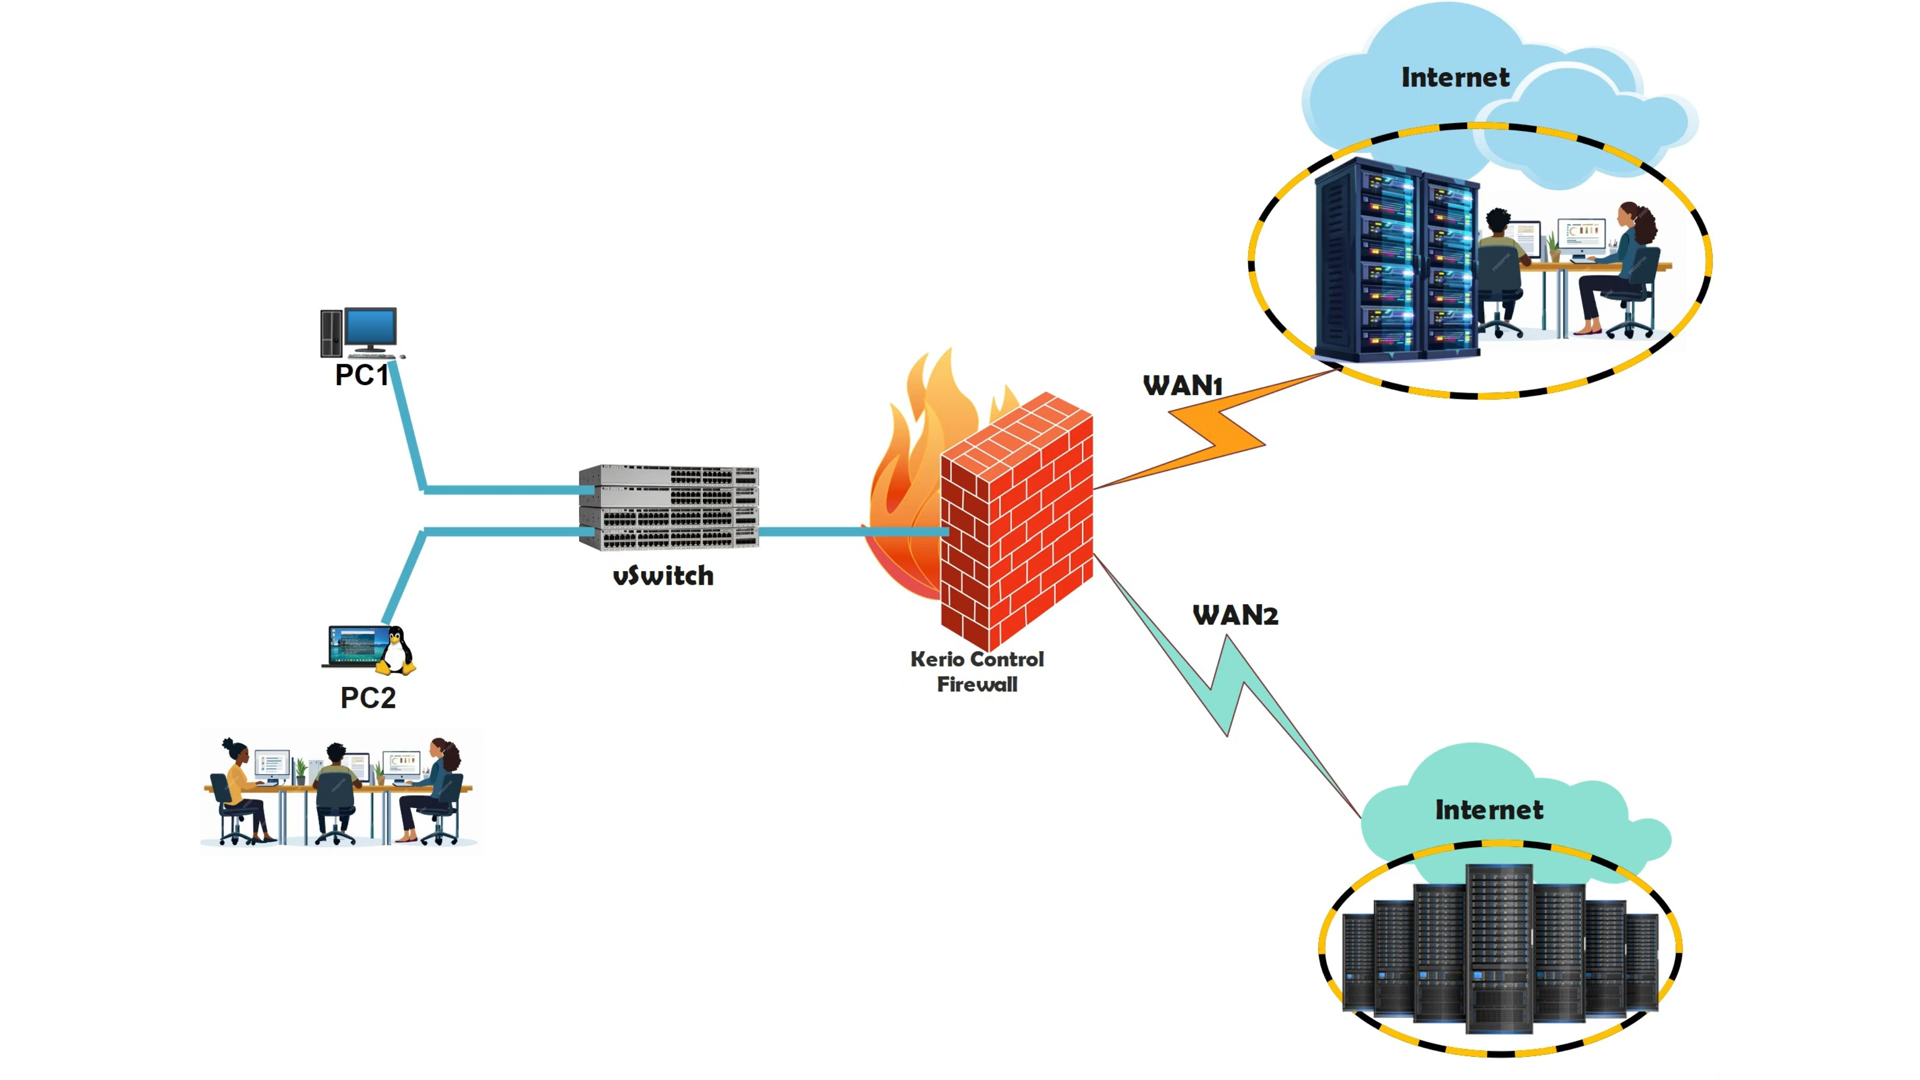 Internet
PC1
WAN1
vSwitch
WAN2
Kerio Control
Firewall
PC2
Internet